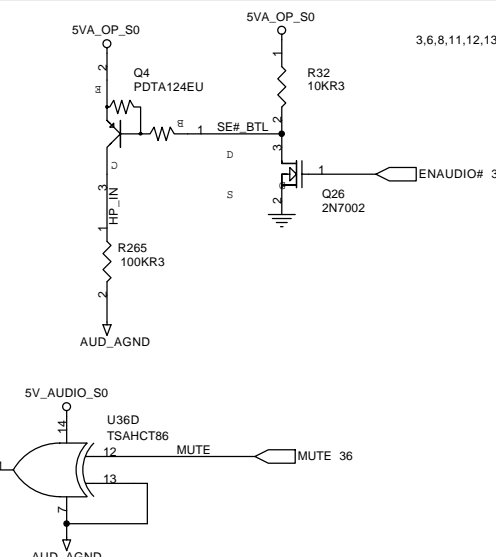 5VA_OP_S0
5VA_OP_S0
3,6,8,11,12,13
2
1
Q4
PDTA124EU
R32
10KR3
E
B
1
SE#_BTL
2
3
D
C
1
ENAUDIO# 3
S
3
HP_IN
G
2
Q26
2N7002
1
R265
100KR3
2
AUD_AGND
5V_AUDIO_S0
14
U36D
TSAHCT86
12
MUTE
MUTE 36
13
7
AUD_AGND